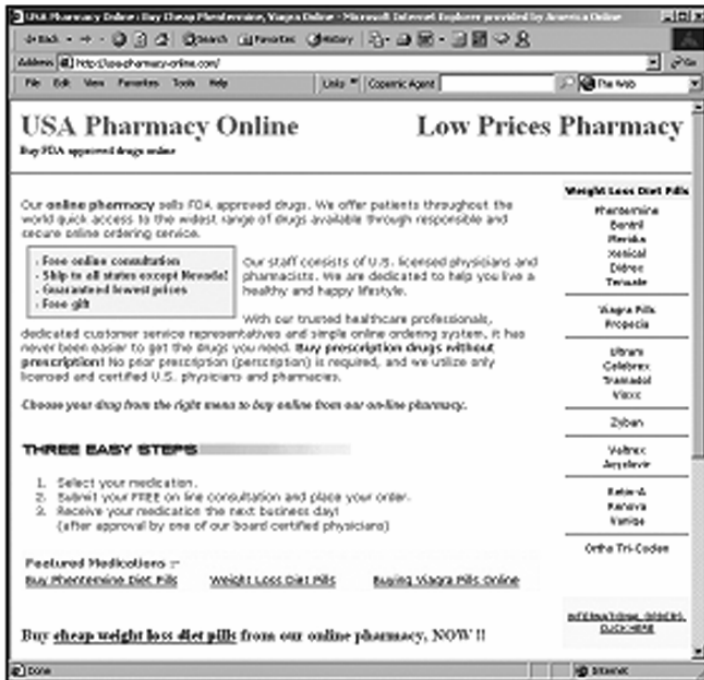 USA Pharmacy Online: Buy Cheap Phentermine, Viagra Online - Microsoft Internet Explorer provided by America Online
Back
Search Favorites History
Address http://usa-pharmacy-online.com/ Go
File Edit View Favorites Tools Help Links Copernic Agent The Web
USA Pharmacy Online Low Prices Pharmacy
Buy FDA approved drugs online
Our online pharmacy sells FDA approved drugs. We offer patients throughout the
world quick access to the widest range of drugs available through responsible and
secure online ordering service.
- Free online consultation
- Ship to all states except Nevada!
- Guaranteed lowest prices
- Free gift
Our staff consists of U.S. licensed physicians and
pharmacists. We are dedicated to help you live a
healthy and happy lifestyle.
With our trusted healthcare professionals,
dedicated customer service representatives and simple online ordering system, it has
never been easier to get the drugs you need. Buy prescription drugs without
prescription! No prior prescription (perscription) is required, and we utilize only
licensed and certified U.S. physicians and pharmacies.
Choose your drug from the right menu to buy online from our on-line pharmacy.
THREE EASY STEPS
1. Select your medication.
2. Submit your FREE on line consultation and place your order.
3. Receive your medication the next business day!
(after approval by one of our board certified physicians)
Featured Medications :-
Buy Phentermine Diet Pills Weight Loss Diet Pills Buying Viagra Pills Online
Buy cheap weight loss diet pills from our online pharmacy, NOW !!
Weight Loss Diet Pills
Phentermine
Bontril
Meridia
Xenical
Didrex
Tenuate
Viagra Pills
Propecia
Ultram
Celebrex
Tramadol
Vioxx
Zyban
Valtrex
Acyclovir
Retin-A
Renova
Vaniqa
Ortho Tri-Cyclen
INTERNATIONAL ORDERS,
CLICK HERE
Done Internet